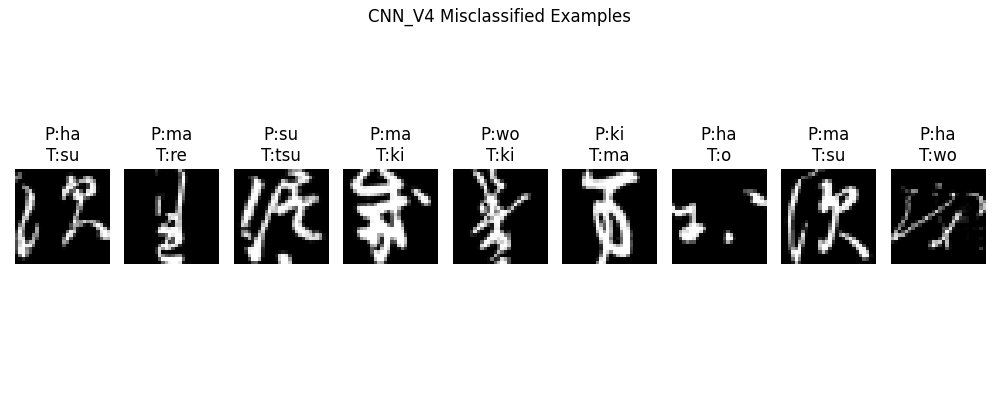 CNN_V4 Misclassified Examples
P:ha P:ma P:su P:ma P:wo P:ki P:ha P:ma P:ha
T:su T:re T:tsu T:ki T:ki T:ma T:o T:su T:wo